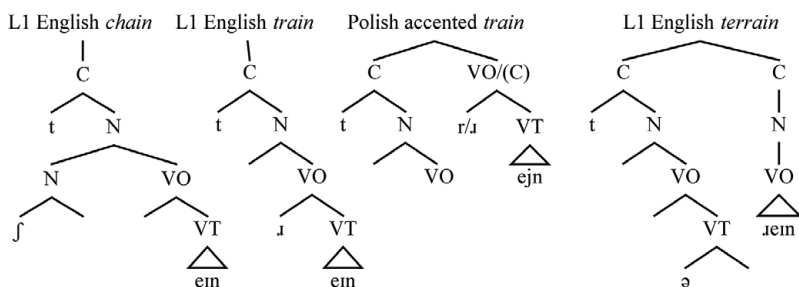 L1 English chain L1 English train Polish accented train L1 English terrain
C C C VO/(C) C C
t N t N t N r/ɹ VT t N N
N VO VO VO ejn VO VO
ʃ VT ɹ VT VT ɹeɪn
eɪn eɪn ə